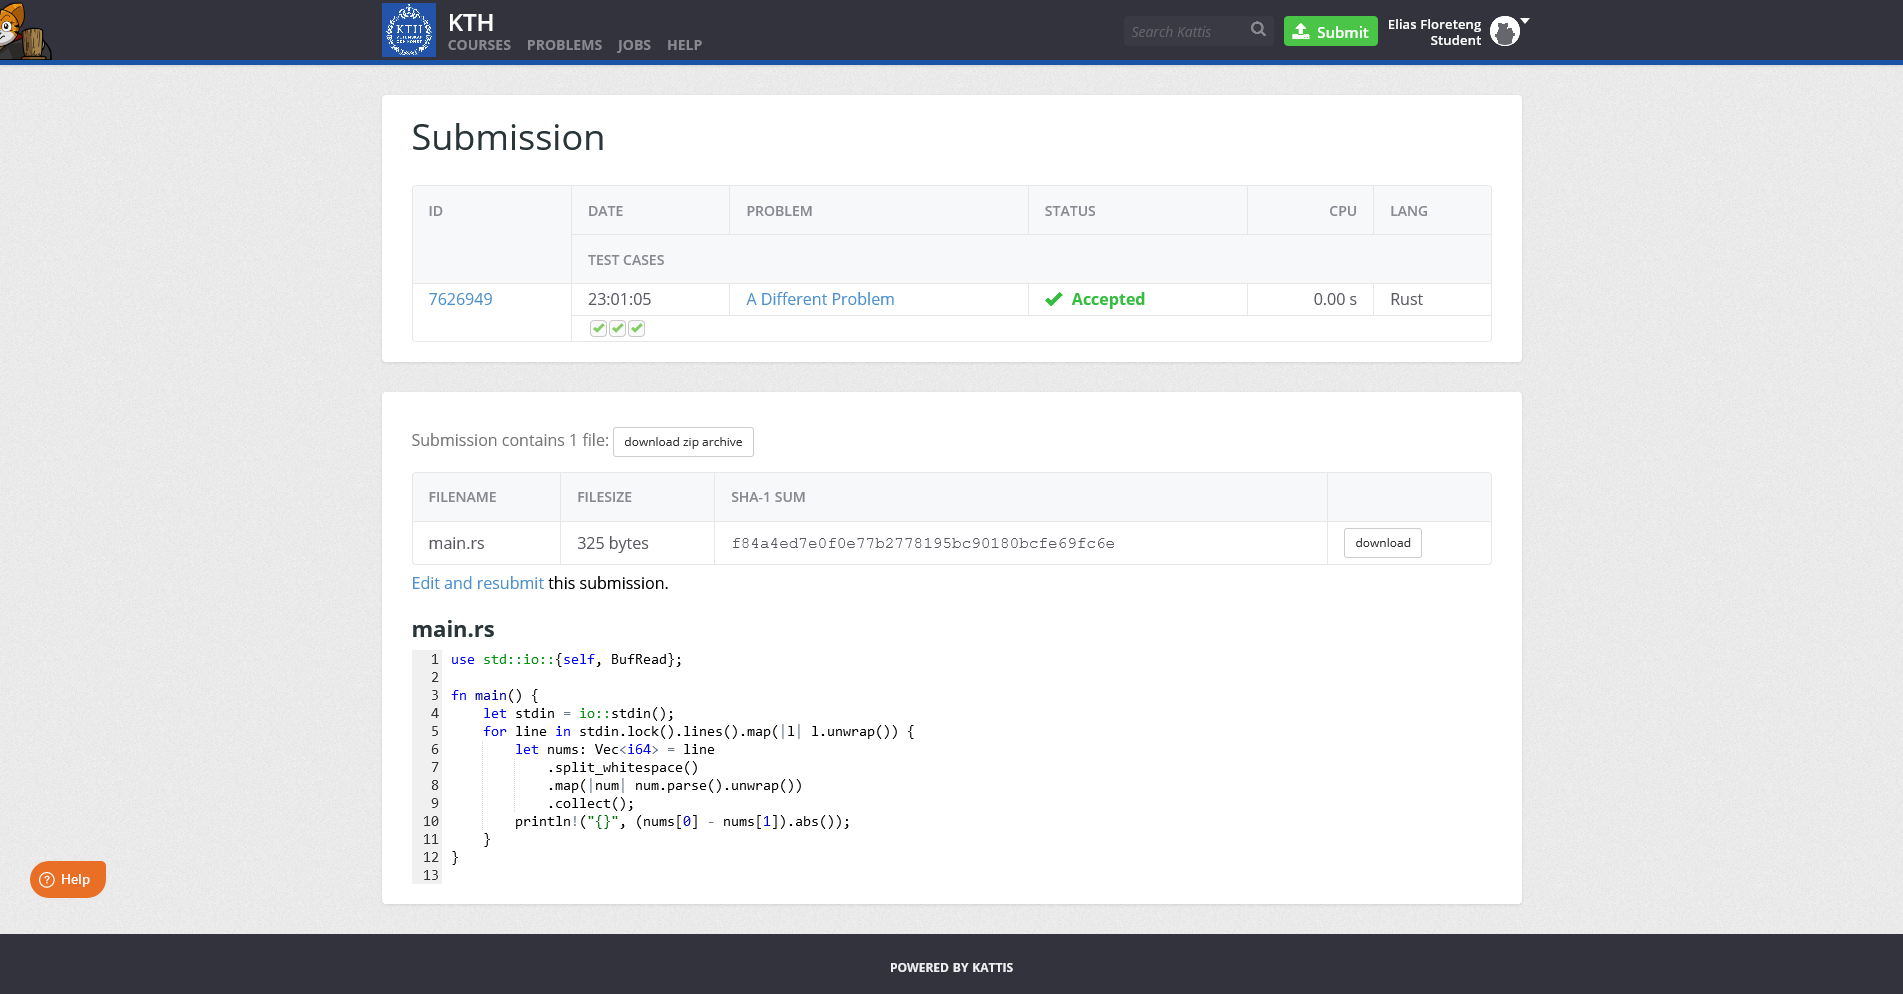 KTH
COURSES PROBLEMS JOBS HELP
Search Kattis
Submit
Elias Floreteng
Student
Submission
ID DATE PROBLEM STATUS CPU LANG
TEST CASES
7626949 23:01:05 A Different Problem Accepted 0.00 s Rust
Submission contains 1 file: download zip archive
FILENAME FILESIZE SHA-1 SUM
main.rs 325 bytes f84a4ed7e0f0e77b2778195bc90180bcfe69fc6e download
Edit and resubmit this submission.
main.rs
1 use std::io::{self, BufRead};
2
3 fn main() {
4     let stdin = io::stdin();
5     for line in stdin.lock().lines().map(|l| l.unwrap()) {
6         let nums: Vec<i64> = line
7             .split_whitespace()
8             .map(|num| num.parse().unwrap())
9             .collect();
10         println!("{}", (nums[0] - nums[1]).abs());
11     }
12 }
13
Help
POWERED BY KATTIS